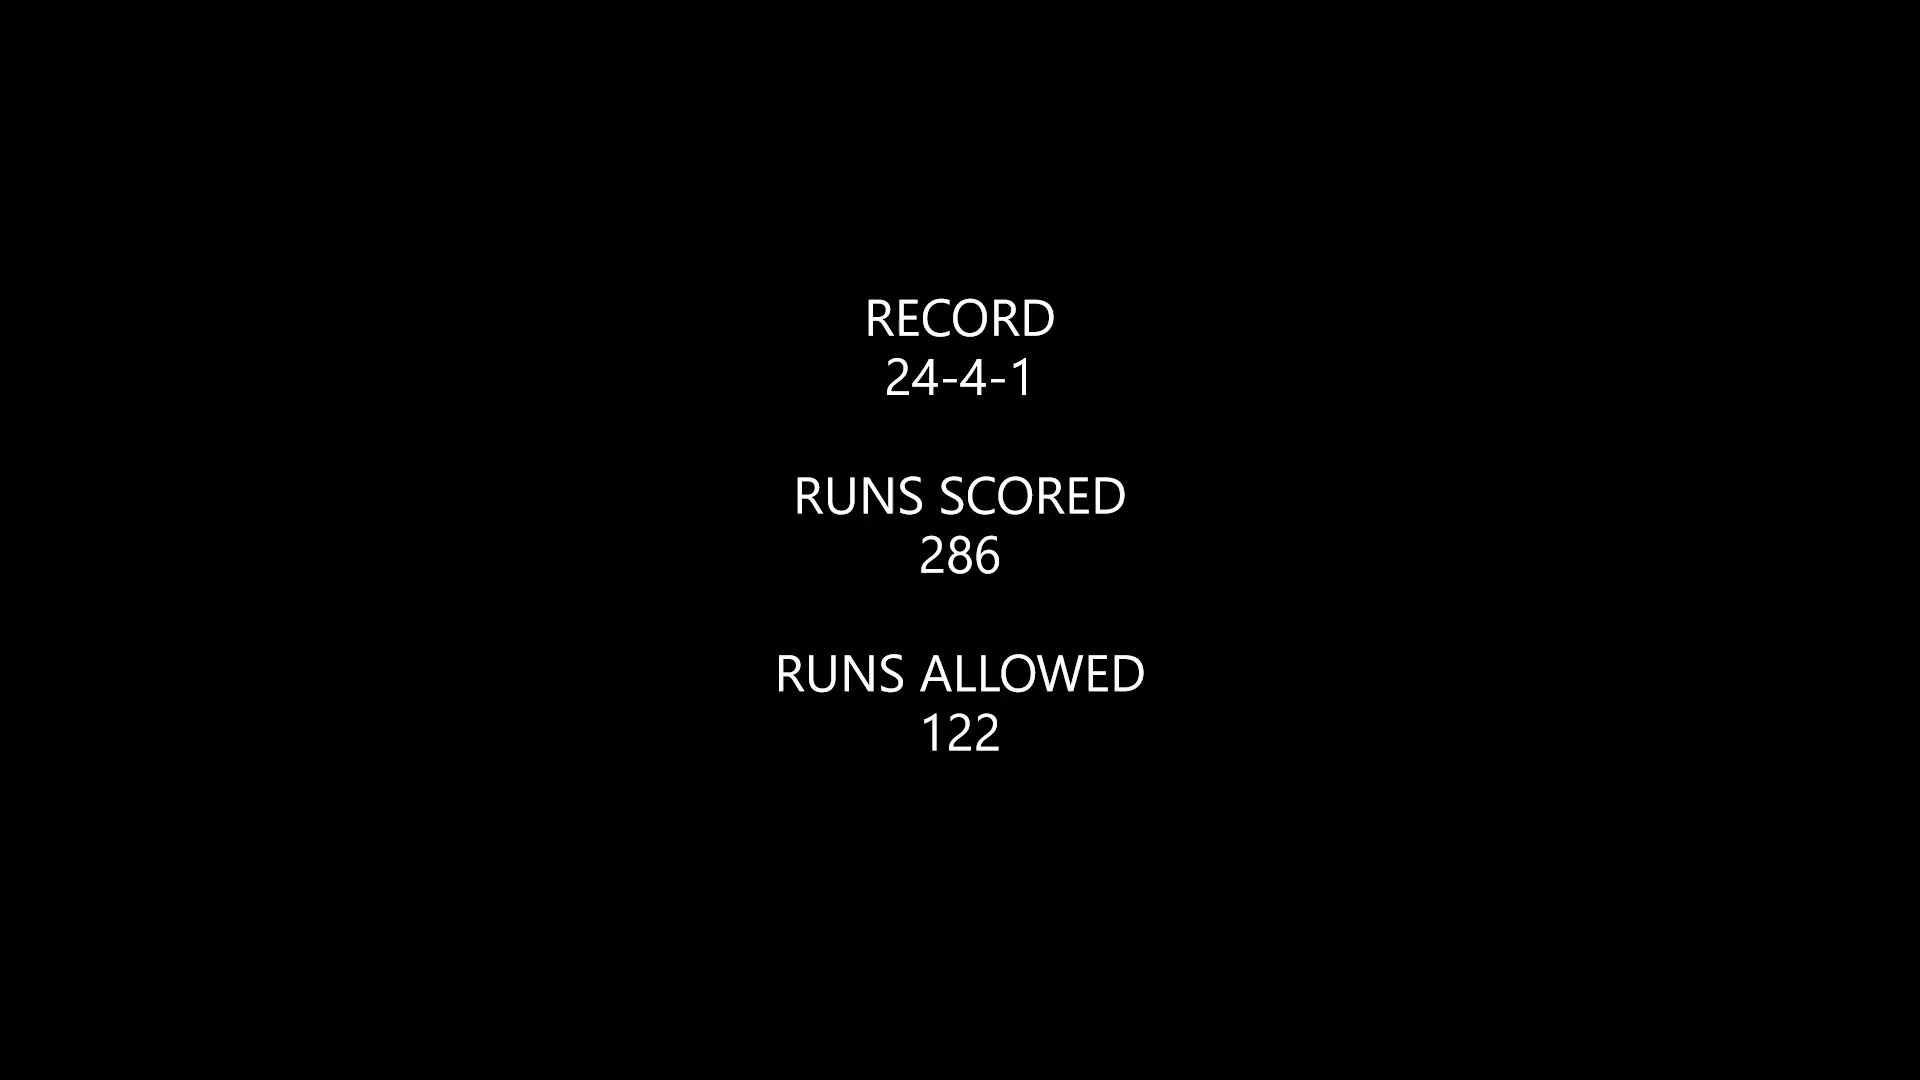 RECORD
24-4-1
RUNS SCORED
286
RUNS ALLOWED
122